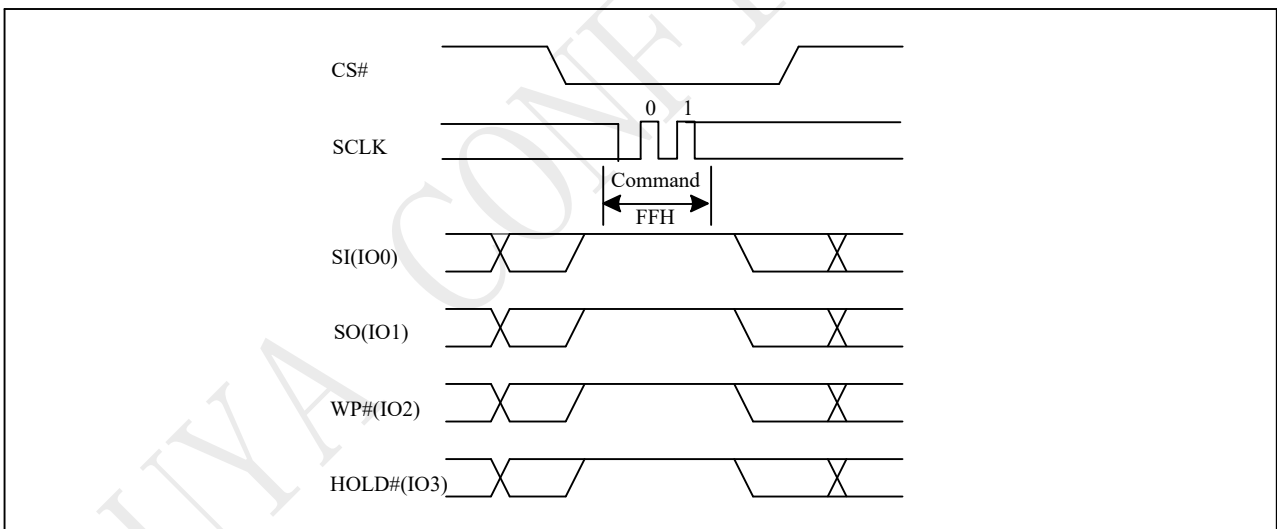 CS#
0 1
SCLK
Command
FFH
SI(IO0)
SO(IO1)
WP#(IO2)
HOLD#(IO3)